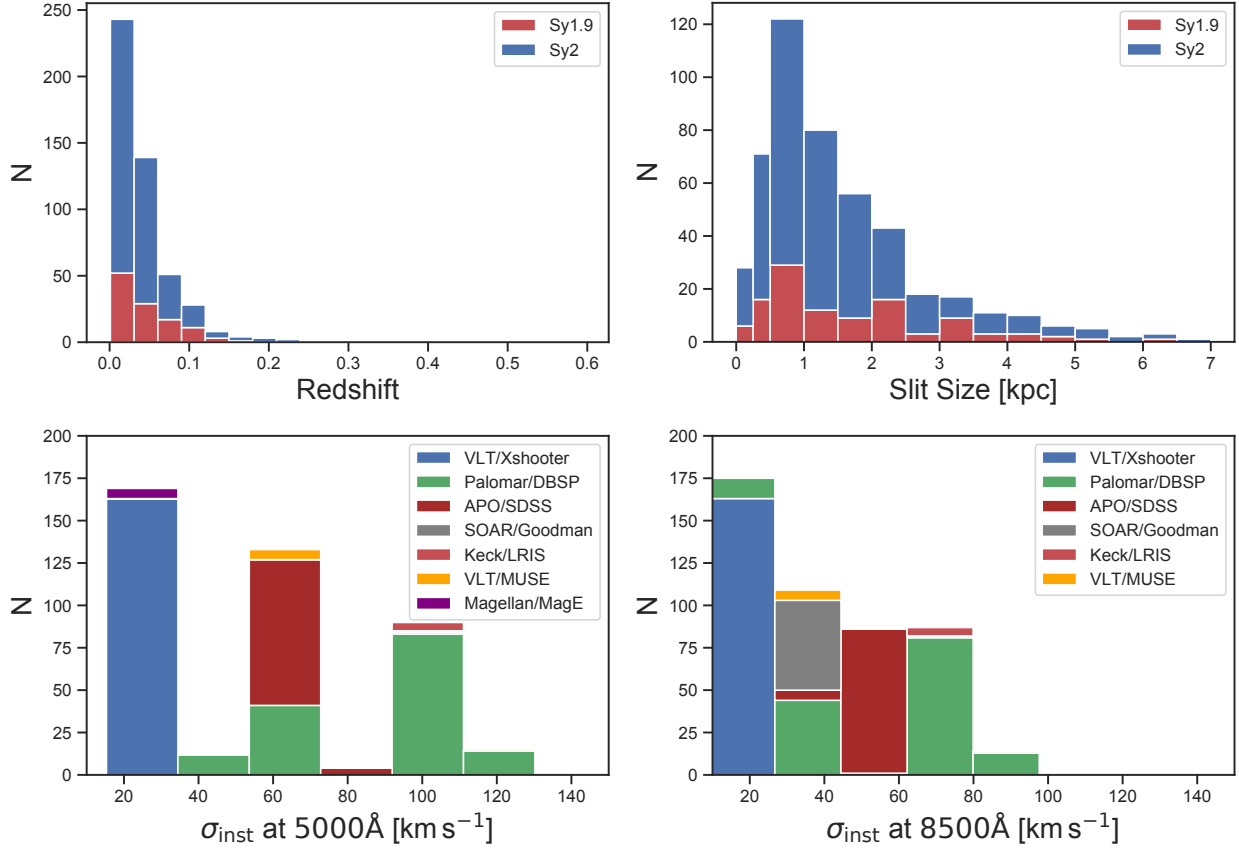 250
200
150
100
50
0
N
Sy1.9
Sy2
0.0 0.1 0.2 0.3 0.4 0.5 0.6
Redshift
120
100
80
60
40
20
0
N
Sy1.9
Sy2
0 1 2 3 4 5 6 7
Slit Size [kpc]
200
175
150
125
100
75
50
25
0
N
VLT/Xshooter
Palomar/DBSP
APO/SDSS
SOAR/Goodman
Keck/LRIS
VLT/MUSE
Magellan/MagE
20 40 60 80 100 120 140
σinst at 5000Å [km s⁻¹]
200
175
150
125
100
75
50
25
0
N
VLT/Xshooter
Palomar/DBSP
APO/SDSS
SOAR/Goodman
Keck/LRIS
VLT/MUSE
20 40 60 80 100 120 140
σinst at 8500Å [km s⁻¹]